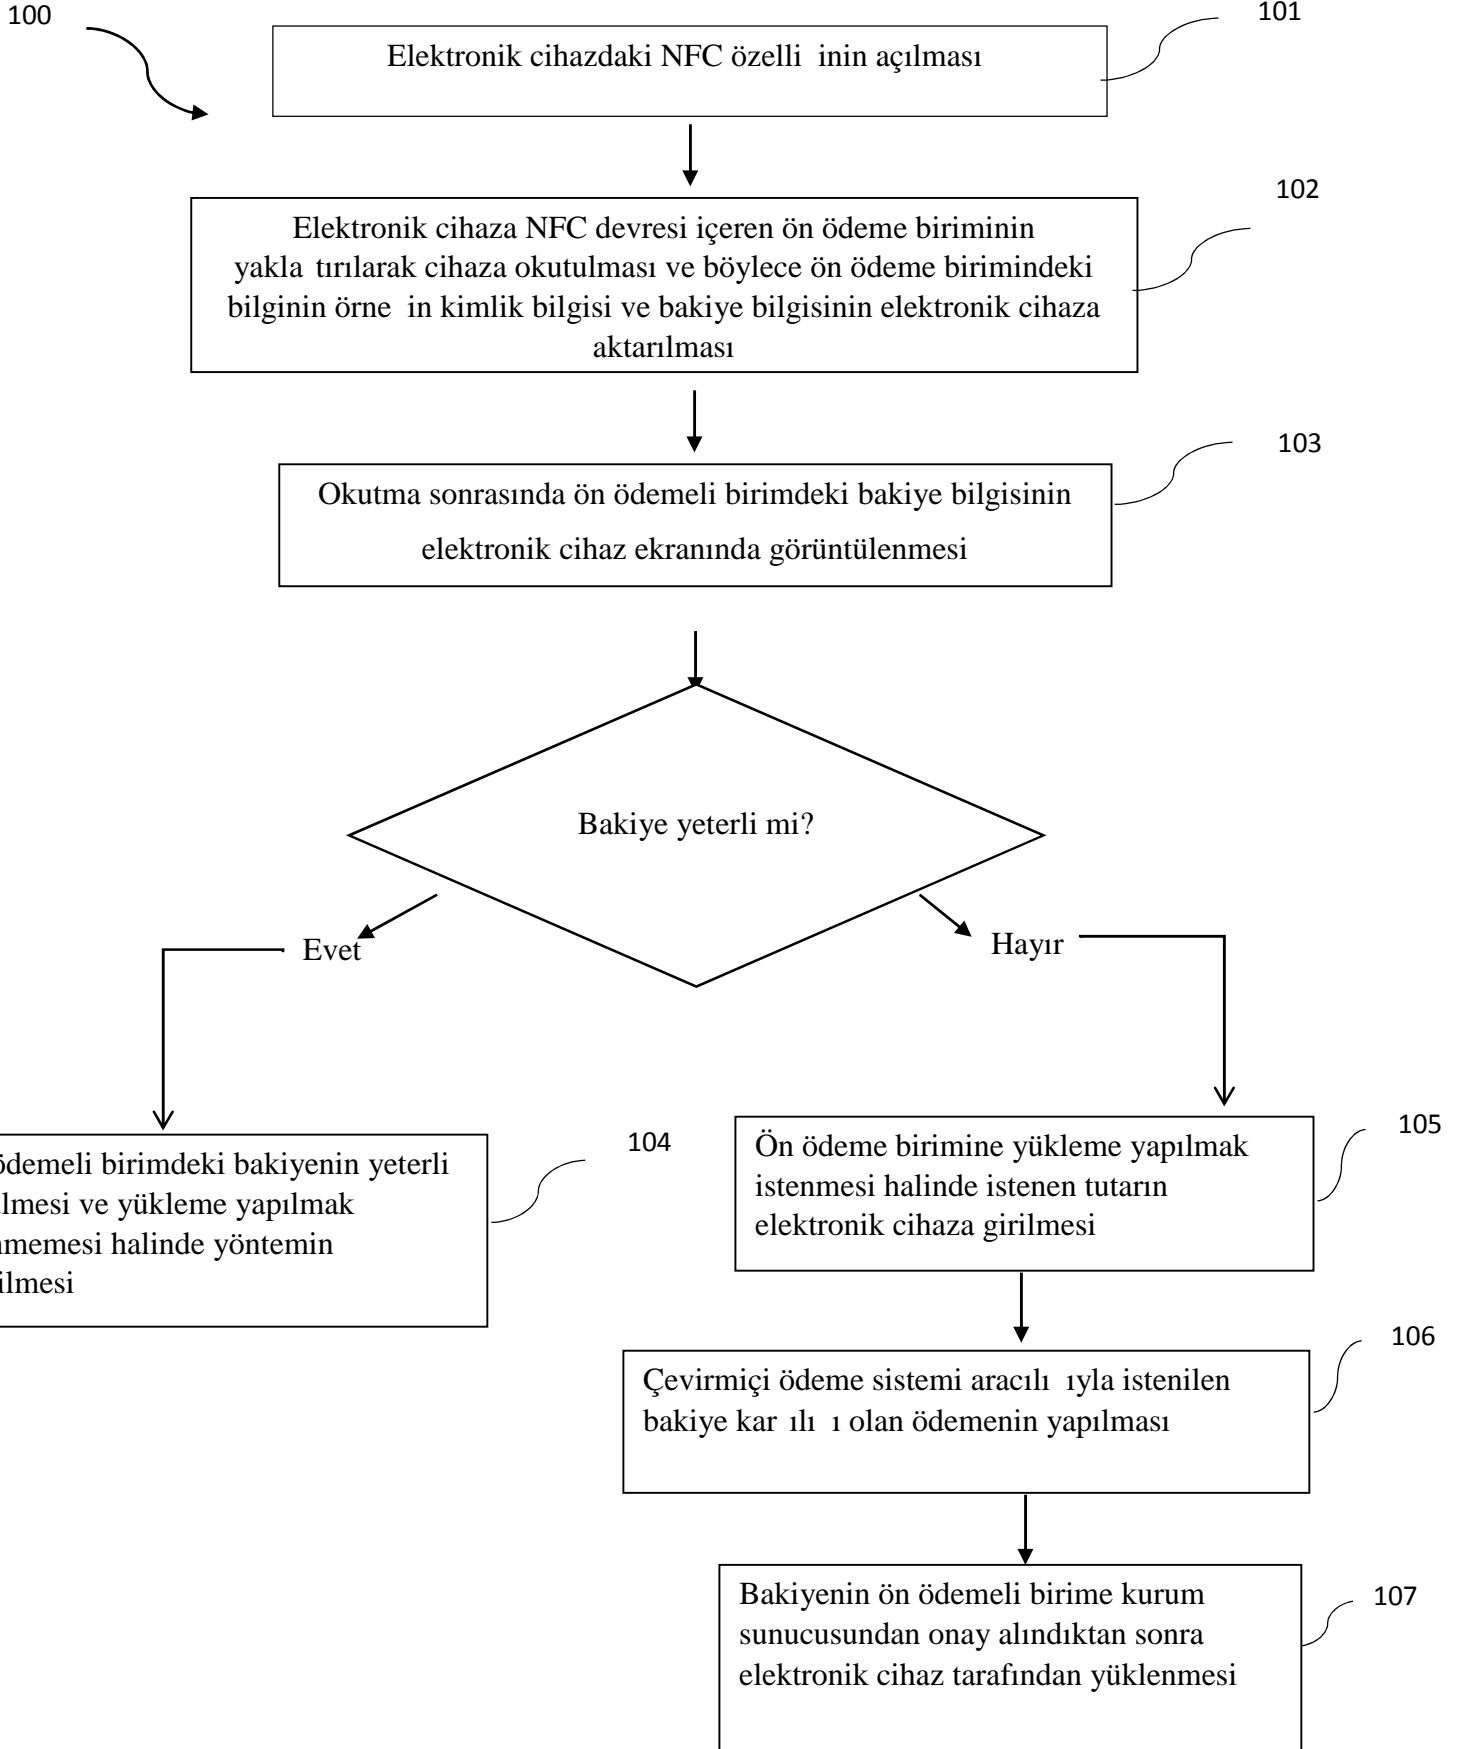 100
101
Elektronik cihazdaki NFC özelli inin açılması
102
Elektronik cihaza NFC devresi içeren ön ödeme biriminin
yakla tırılarak cihaza okutulması ve böylece ön ödeme birimindeki
bilginin örne in kimlik bilgisi ve bakiye bilgisinin elektronik cihaza
aktarılması
103
Okutma sonrasında ön ödemeli birimdeki bakiye bilgisinin
elektronik cihaz ekranında görüntülenmesi
Bakiye yeterli mi?
Evet
Hayır
104
ödemeli birimdeki bakiyenin yeterli
lmesi ve yükleme yapılmak
nmemesi halinde yöntemin
ilmesi
105
Ön ödeme birimine yükleme yapılmak
istenmesi halinde istenen tutarın
elektronik cihaza girilmesi
106
Çevirmiçi ödeme sistemi aracılı ıyla istenilen
bakiye kar ılı ı olan ödemenin yapılması
107
Bakiyenin ön ödemeli birime kurum
sunucusundan onay alındıktan sonra
elektronik cihaz tarafından yüklenmesi